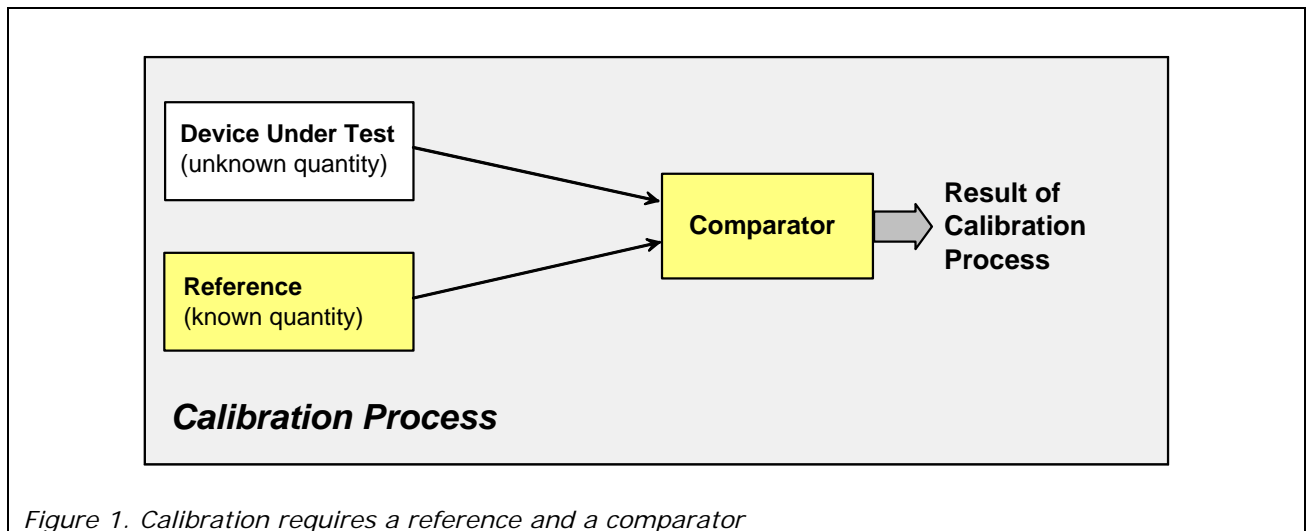 Device Under Test
(unknown quantity)
Reference
(known quantity)
Comparator
Result of
Calibration
Process
Calibration Process
Figure 1. Calibration requires a reference and a comparator